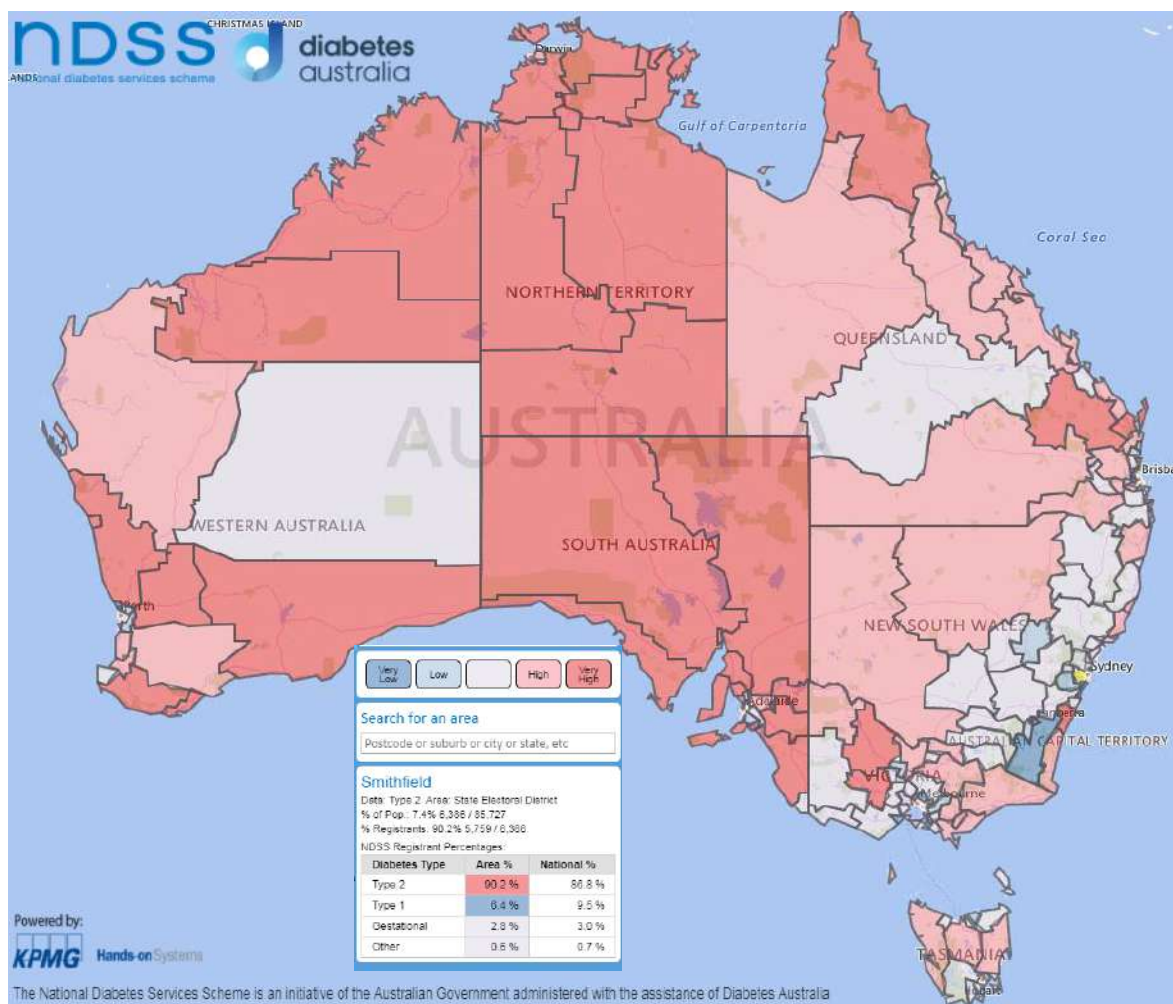 CHRISTMAS ISLAND
ndss
national diabetes services scheme
diabetes
australia
Darwin
Gulf of Carpentaria
Coral Sea
NORTHERN TERRITORY
QUEENSLAND
AUSTRALIA
Brisba
WESTERN AUSTRALIA
SOUTH AUSTRALIA
NEW SOUTH WALES
Perth
Sydney
Adelaide
Canberra
AUSTRALIAN CAPITAL TERRITORY
VICTORIA
Melbourne
TASMANIA
Hobart
Very Low
Low
High
Very High
Search for an area
Postcode or suburb or city or state, etc
Smithfield
Data: Type 2 Area: State Electoral District
% of Pop.: 7.4% 6,386 / 85,727
% Registrants: 90.2% 5,759 / 6,386
NDSS Registrant Percentages:
Diabetes Type Area % National %
Type 2 90.2 % 86.8 %
Type 1 6.4 % 9.5 %
Gestational 2.8 % 3.0 %
Other 0.6 % 0.7 %
Powered by:
KPMG Hands-on Systems
The National Diabetes Services Scheme is an initiative of the Australian Government administered with the assistance of Diabetes Australia